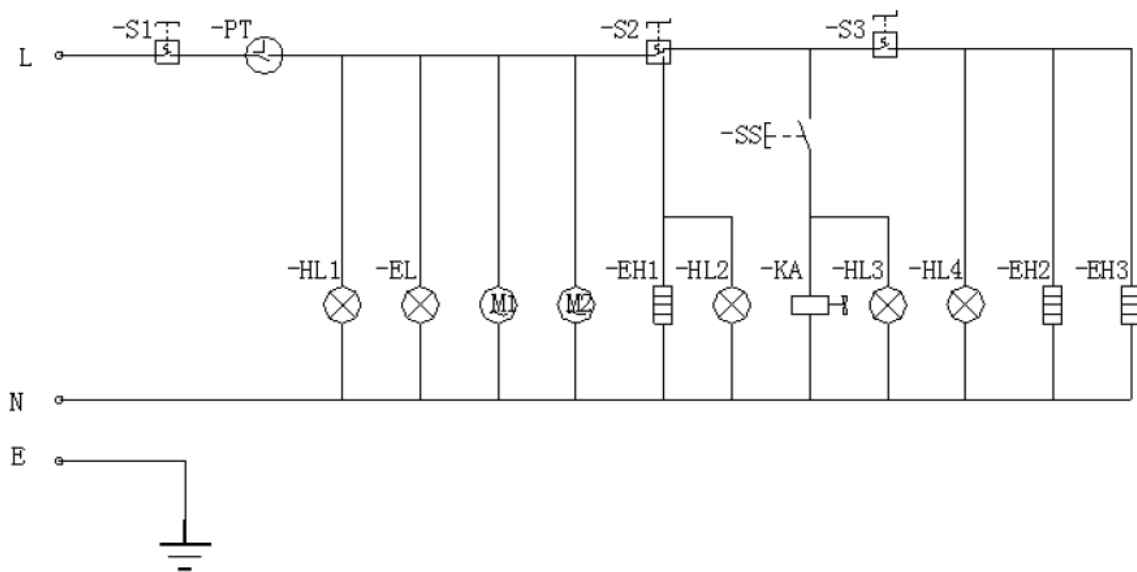 -S1 -PT -S2 -S3
L
-SS
-HL1 -EL -EH1 -HL2 -KA -HL3 -HL4 -EH2 -EH3
M1 M2
N
E